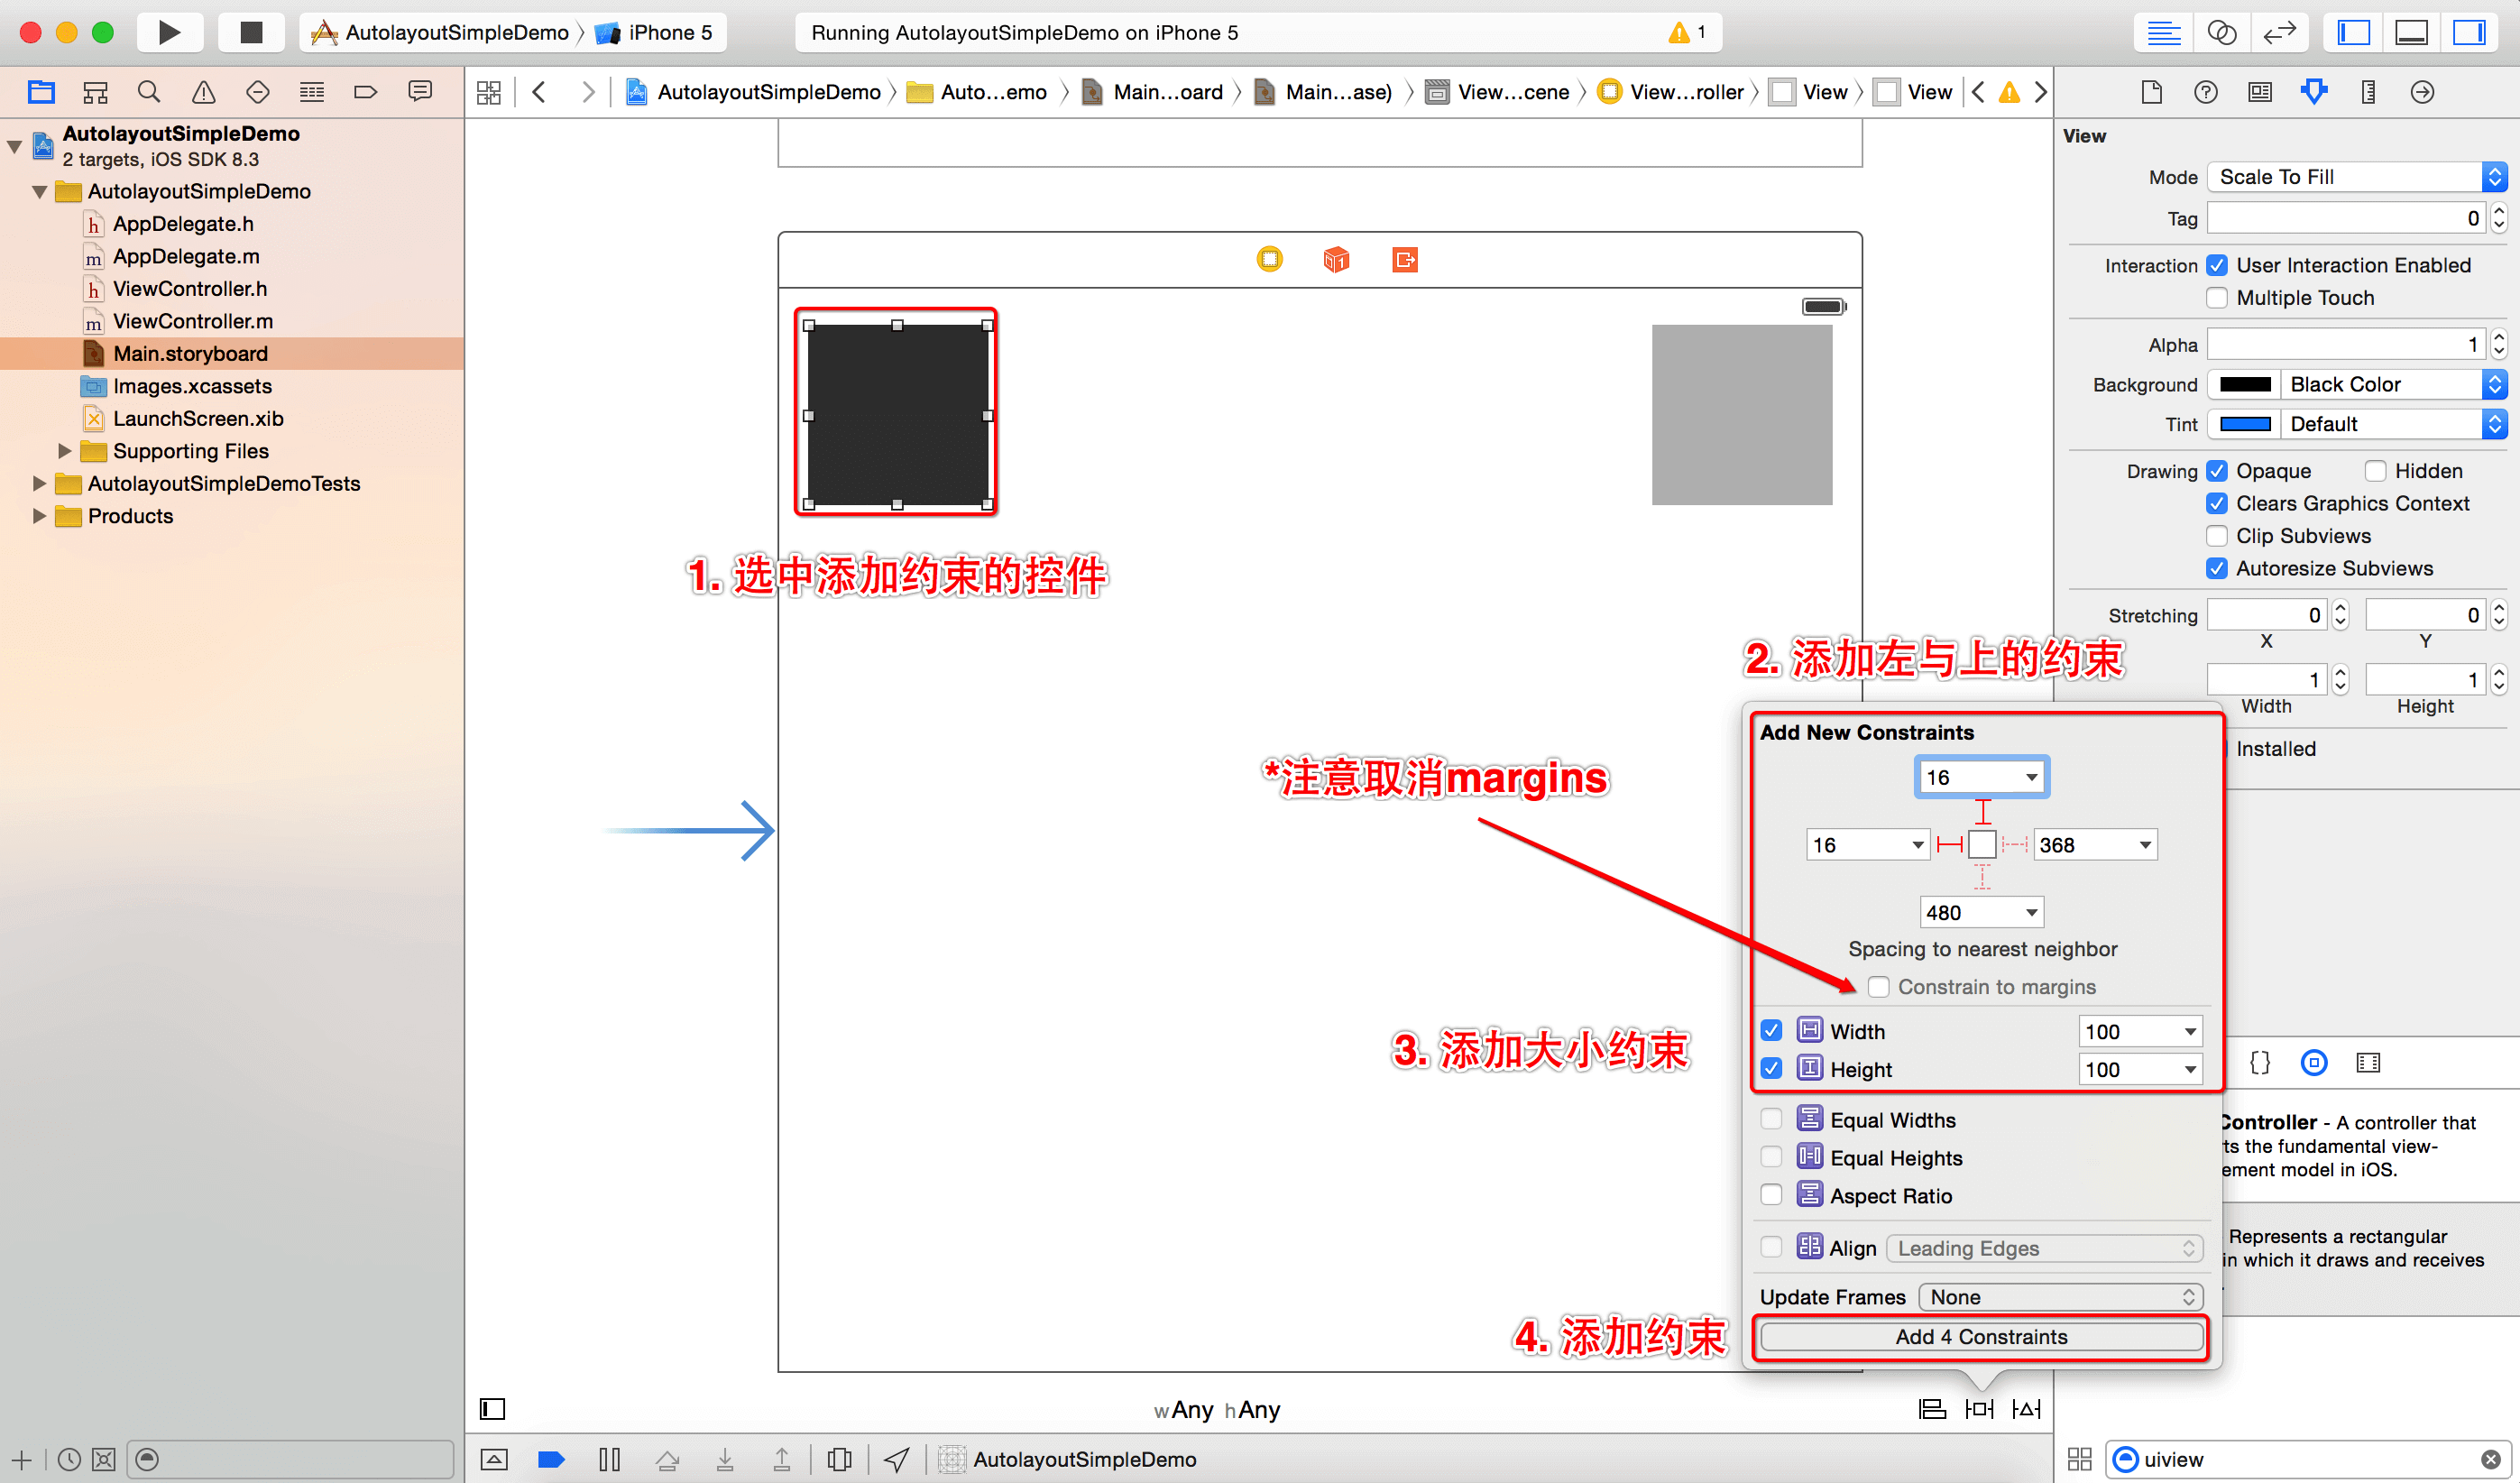 AutolayoutSimpleDemo
iPhone 5
Running AutolayoutSimpleDemo on iPhone 5
1
AutolayoutSimpleDemo
Auto...emo
Main...oard
Main...ase)
View...cene
View...roller
View
View
AutolayoutSimpleDemo
2 targets, iOS SDK 8.3
AutolayoutSimpleDemo
h AppDelegate.h
m AppDelegate.m
h ViewController.h
m ViewController.m
Main.storyboard
Images.xcassets
LaunchScreen.xib
Supporting Files
AutolayoutSimpleDemoTests
Products
1. 选中添加约束的控件
2. 添加左与上的约束
*注意取消margins
3. 添加大小约束
4. 添加约束
Add New Constraints
16
16
368
480
Spacing to nearest neighbor
Constrain to margins
Width 100
Height 100
Equal Widths
Equal Heights
Aspect Ratio
Align Leading Edges
Update Frames None
Add 4 Constraints
wAny hAny
AutolayoutSimpleDemo
View
Mode Scale To Fill
Tag 0
Interaction User Interaction Enabled
Multiple Touch
Alpha 1
Background Black Color
Tint Default
Drawing Opaque Hidden
Clears Graphics Context
Clip Subviews
Autoresize Subviews
Stretching 0 0
X Y
1 1
Width Height
Installed
{}
Controller - A controller that
ts the fundamental view-
ement model in iOS.
Represents a rectangular
in which it draws and receives
uiview